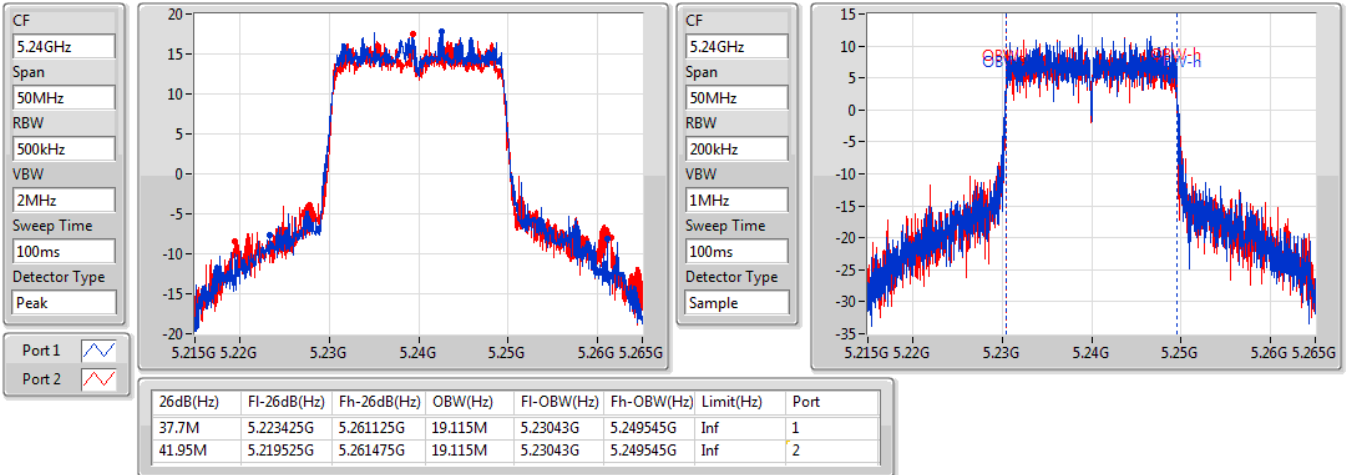 CF
5.24GHz
Span
50MHz
RBW
500kHz
VBW
2MHz
Sweep Time
100ms
Detector Type
Peak
20
15
10
5
0
-5
-10
-15
-20
5.215G 5.22G 5.23G 5.24G 5.25G 5.26G 5.265G
CF
5.24GHz
Span
50MHz
RBW
200kHz
VBW
1MHz
Sweep Time
100ms
Detector Type
Sample
15
10
5
0
-5
-10
-15
-20
-25
-30
-35
5.215G 5.22G 5.23G 5.24G 5.25G 5.26G 5.265G
Port 1
Port 2
26dB(Hz) Fl-26dB(Hz) Fh-26dB(Hz) OBW(Hz) Fl-OBW(Hz) Fh-OBW(Hz) Limit(Hz) Port
37.7M 5.223425G 5.261125G 19.115M 5.23043G 5.249545G Inf 1
41.95M 5.219525G 5.261475G 19.115M 5.23043G 5.249545G Inf 2